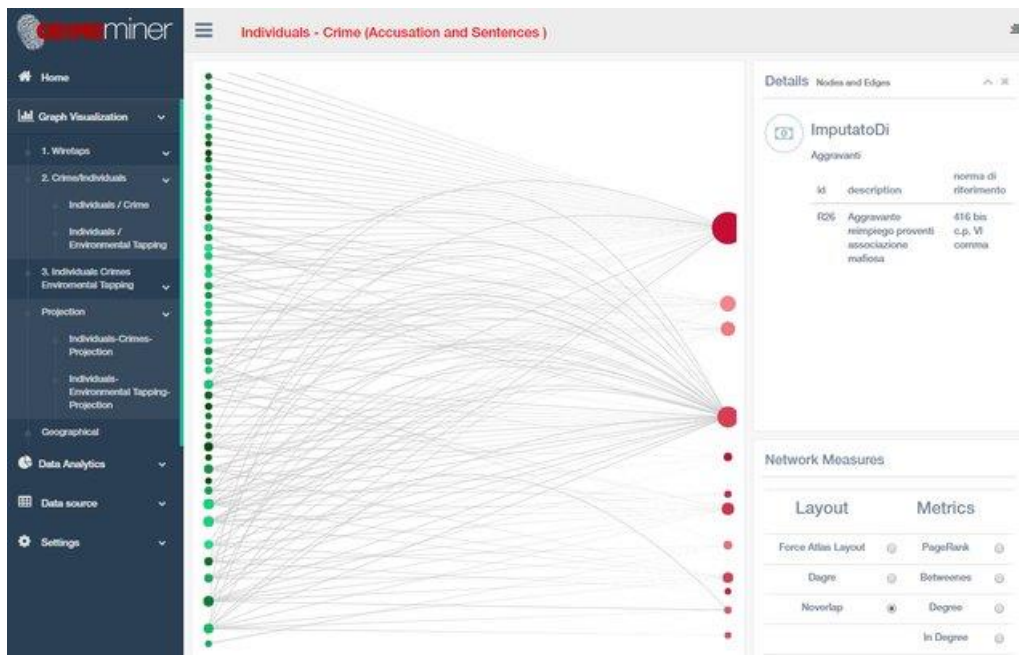 CRIMEminer
Individuals - Crime (Accusation and Sentences )
Home
Graph Visualization
1. Wiretaps
2. Crime/Individuals
Individuals / Crime
Individuals /
Environmental Tapping
3. Individuals Crimes
Enviromental Tapping
Projection
Individuals-Crimes-
Projection
Individuals-
Environmental Tapping-
Projection
Geographical
Data Analytics
Data source
Settings
Details Nodes and Edges
ImputatoDi
Aggravanti
id description norma di
riferimento
R26 Aggravante 416 bis
reimpiego proventi c.p. VI
associazione comma
mafiosa
Network Measures
Layout Metrics
Force Atlas Layout PageRank
Dagre Betweenes
Noverlap Degree
In Degree